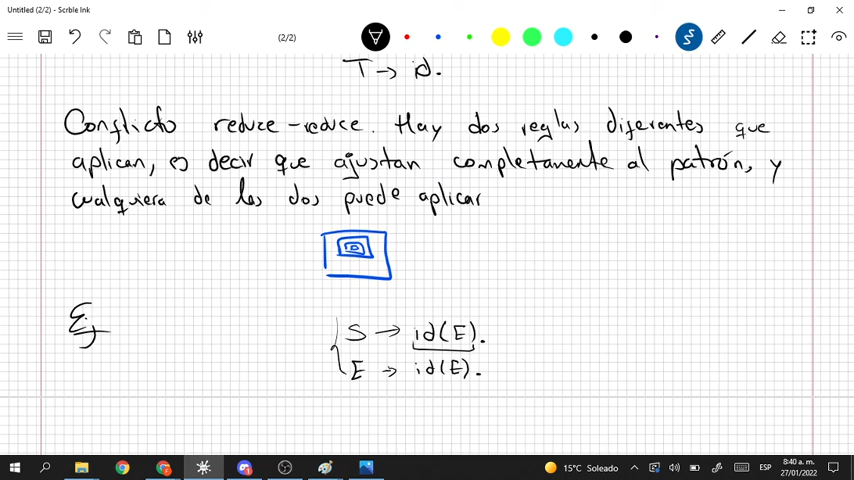 Untitled (2/2) - Scrble Ink
(2/2)
T → id.
Conflicto reduce-reduce. Hay dos reglas diferentes que
aplican, es decir que ajustan completamente al patrón, y
cualquiera de las dos puede aplicar
Ej
S → id(E).
E → id(E).
15°C Soleado
ESP
8:40 a. m.
27/01/2022